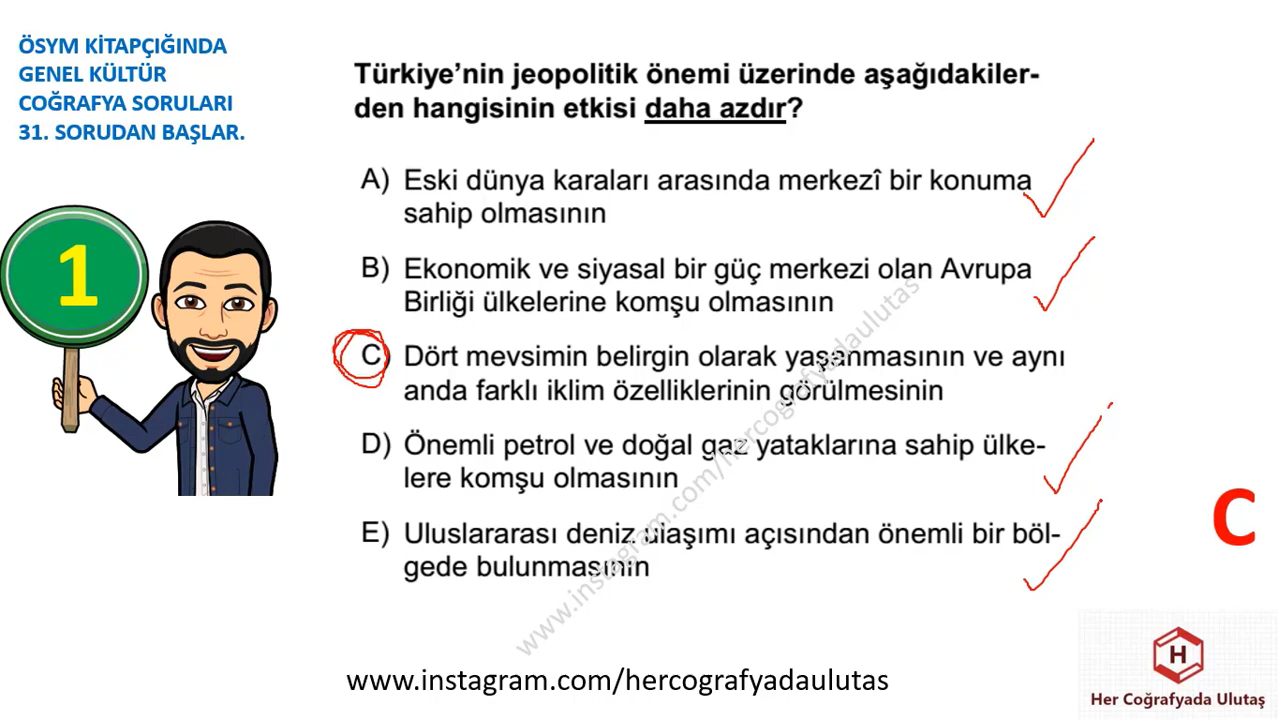 ÖSYM KİTAPÇIĞINDA
GENEL KÜLTÜR
COĞRAFYA SORULARI
31. SORUDAN BAŞLAR.
1
Türkiye’nin jeopolitik önemi üzerinde aşağıdakiler-
den hangisinin etkisi daha azdır?
A) Eski dünya karaları arasında merkezî bir konuma
sahip olmasının
B) Ekonomik ve siyasal bir güç merkezi olan Avrupa
Birliği ülkelerine komşu olmasının
C) Dört mevsimin belirgin olarak yaşanmasının ve aynı
anda farklı iklim özelliklerinin görülmesinin
D) Önemli petrol ve doğal gaz yataklarına sahip ülke-
lere komşu olmasının
E) Uluslararası deniz ulaşımı açısından önemli bir böl-
gede bulunmasının
C
www.instagram.com/hercografyadaulutas
www.instagram.com/hercografyadaulutas
H
Her Coğrafyada Ulutaş